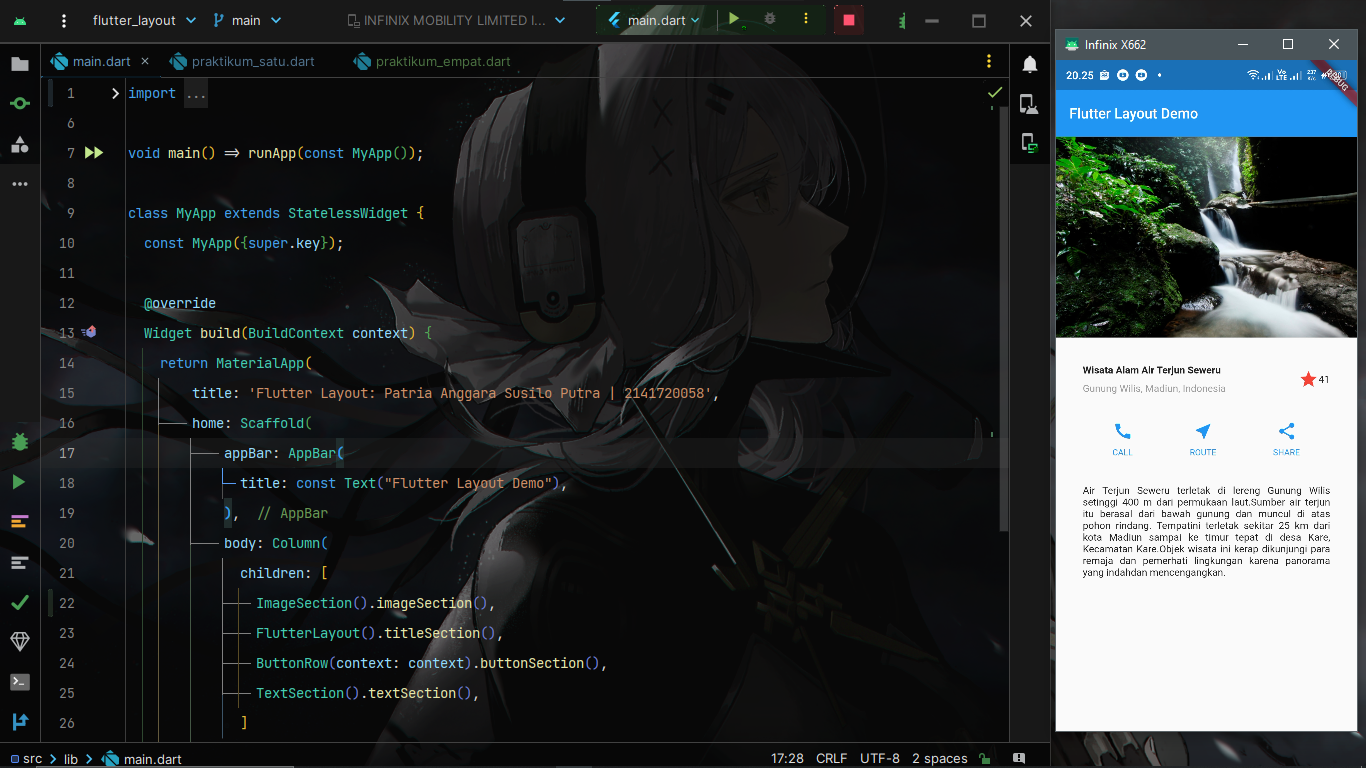 flutter_layout
main
INFINIX MOBILITY LIMITED I...
main.dart
main.dart
praktikum_satu.dart
praktikum_empat.dart
1 import ...
6
7 void main() => runApp(const MyApp());
8
9 class MyApp extends StatelessWidget {
10 const MyApp({super.key});
11
12 @override
13 Widget build(BuildContext context) {
14 return MaterialApp(
15 title: 'Flutter Layout: Patria Anggara Susilo Putra | 2141720058',
16 home: Scaffold(
17 appBar: AppBar(
18 title: const Text("Flutter Layout Demo"),
19 ), // AppBar
20 body: Column(
21 children: [
22 ImageSection().imageSection(),
23 FlutterLayout().titleSection(),
24 ButtonRow(context: context).buttonSection(),
25 TextSection().textSection(),
26 ]
src
lib
main.dart
17:28
CRLF
UTF-8
2 spaces
Infinix X662
20.25
Flutter Layout Demo
Wisata Alam Air Terjun Seweru
Gunung Wilis, Madiun, Indonesia
41
CALL
ROUTE
SHARE
Air Terjun Seweru terletak di lereng Gunung Wilis
setinggi 400 m dari permukaan laut.Sumber air terjun
itu berasal dari bawah gunung dan muncul di atas
pohon rindang. Tempatini terletak sekitar 25 km dari
kota Madiun sampai ke timur tepat di desa Kare,
Kecamatan Kare.Objek wisata ini kerap dikunjungi para
remaja dan pemerhati lingkungan karena panorama
yang indahdan mencengangkan.